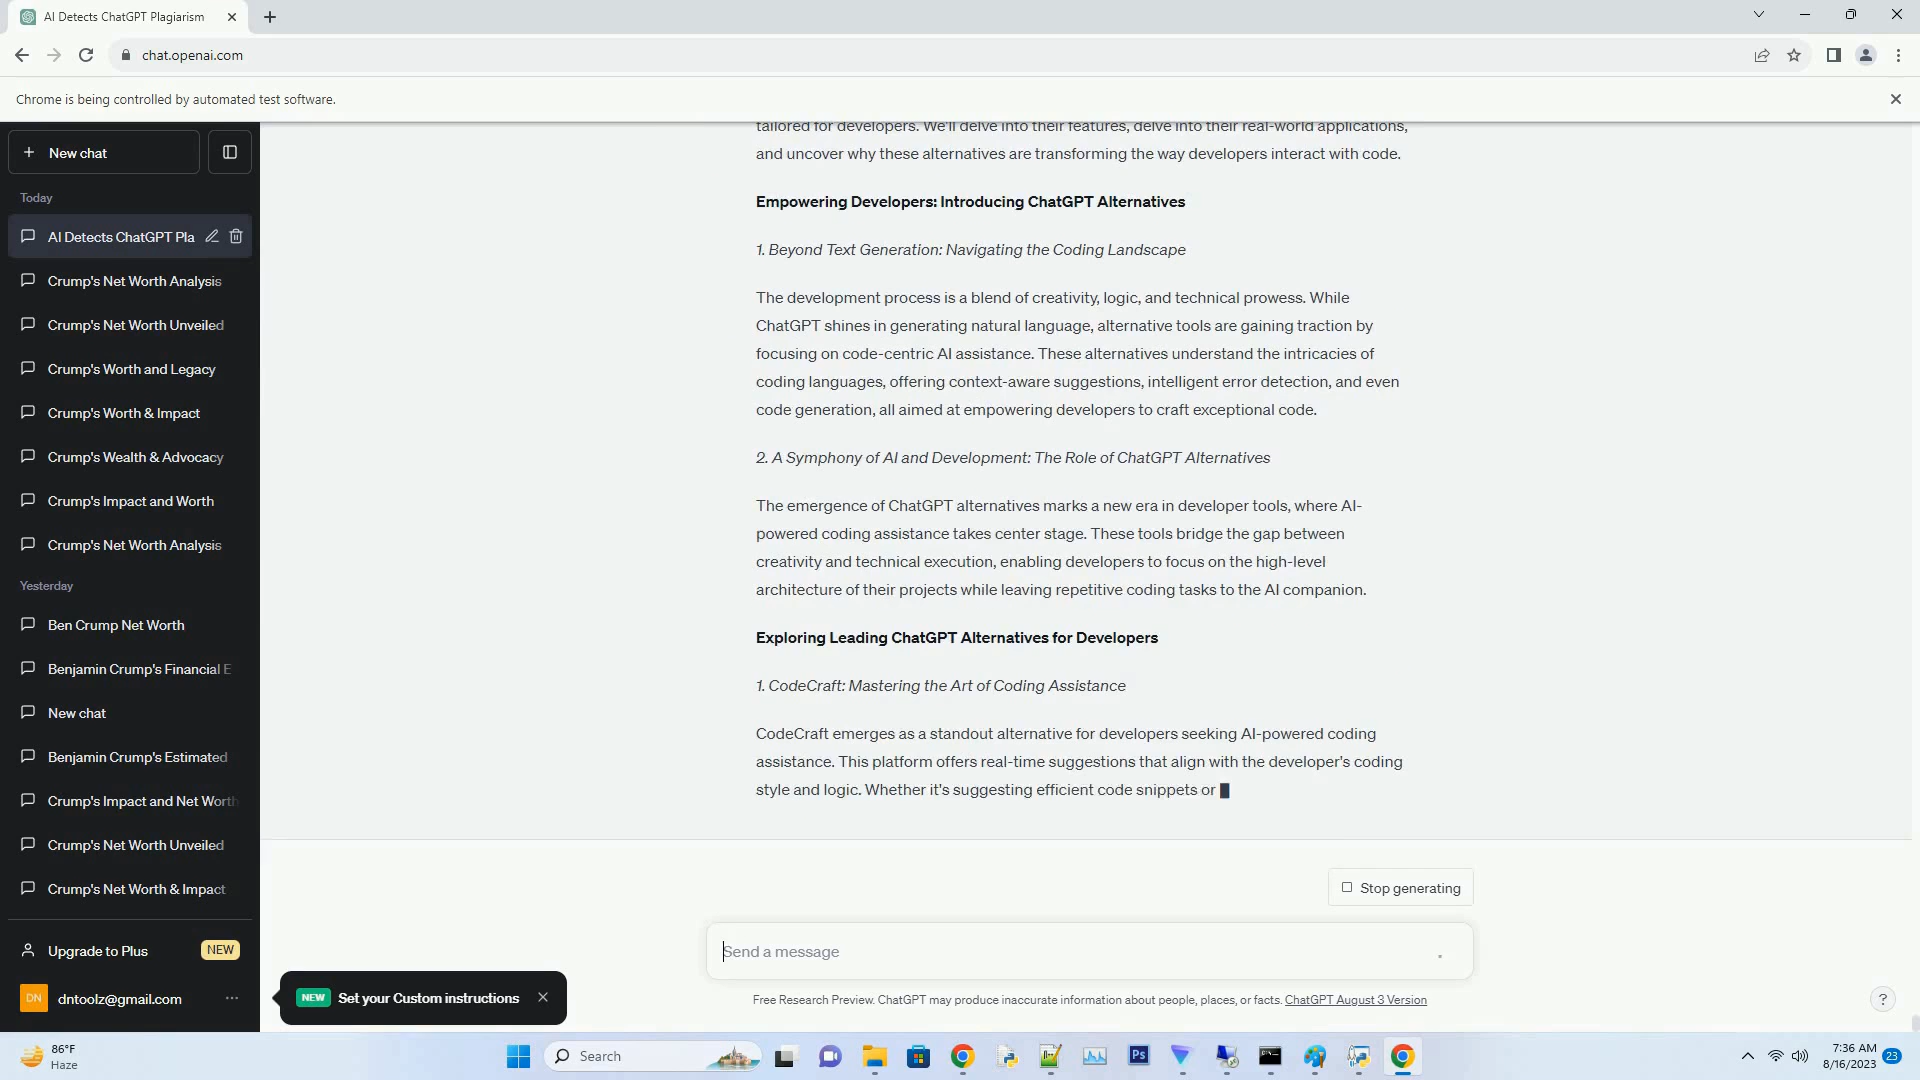 AI Detects ChatGPT Plagiarism
chat.openai.com
Chrome is being controlled by automated test software.
New chat
Today
AI Detects ChatGPT Pla
Crump's Net Worth Analysis
Crump's Net Worth Unveiled
Crump's Worth and Legacy
Crump's Worth & Impact
Crump's Wealth & Advocacy
Crump's Impact and Worth
Crump's Net Worth Analysis
Yesterday
Ben Crump Net Worth
Benjamin Crump's Financial E
New chat
Benjamin Crump's Estimated
Crump's Impact and Net Worth
Crump's Net Worth Unveiled
Crump's Net Worth & Impact
Upgrade to Plus
NEW
DN
dntoolz@gmail.com
tailored for developers. We'll delve into their features, delve into their real-world applications,
and uncover why these alternatives are transforming the way developers interact with code.
Empowering Developers: Introducing ChatGPT Alternatives
1. Beyond Text Generation: Navigating the Coding Landscape
The development process is a blend of creativity, logic, and technical prowess. While
ChatGPT shines in generating natural language, alternative tools are gaining traction by
focusing on code-centric AI assistance. These alternatives understand the intricacies of
coding languages, offering context-aware suggestions, intelligent error detection, and even
code generation, all aimed at empowering developers to craft exceptional code.
2. A Symphony of AI and Development: The Role of ChatGPT Alternatives
The emergence of ChatGPT alternatives marks a new era in developer tools, where AI-
powered coding assistance takes center stage. These tools bridge the gap between
creativity and technical execution, enabling developers to focus on the high-level
architecture of their projects while leaving repetitive coding tasks to the AI companion.
Exploring Leading ChatGPT Alternatives for Developers
1. CodeCraft: Mastering the Art of Coding Assistance
CodeCraft emerges as a standout alternative for developers seeking AI-powered coding
assistance. This platform offers real-time suggestions that align with the developer's coding
style and logic. Whether it's suggesting efficient code snippets or
Stop generating
Send a message
NEW Set your Custom instructions
Free Research Preview. ChatGPT may produce inaccurate information about people, places, or facts. ChatGPT August 3 Version
?
86°F
Haze
Search
Ps
7:36 AM
8/16/2023
23